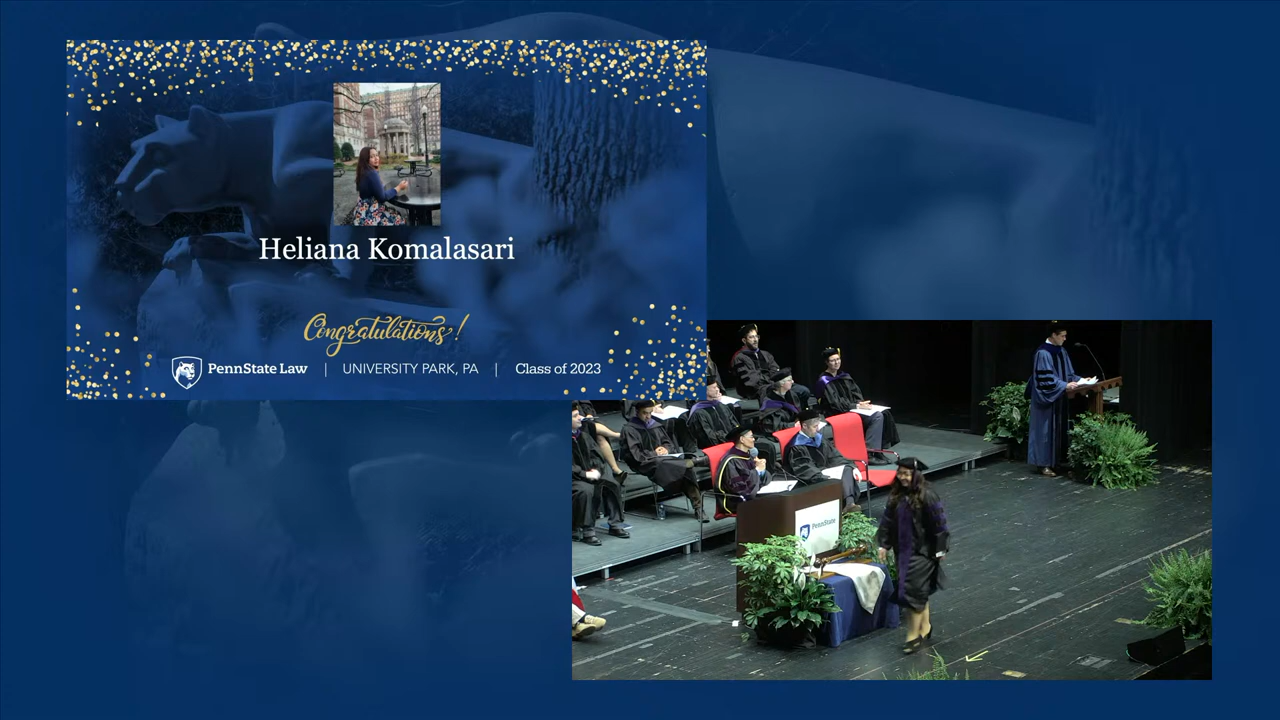 Heliana Komalasari
Congratulations!
PennState Law | UNIVERSITY PARK, PA | Class of 2023
PennState